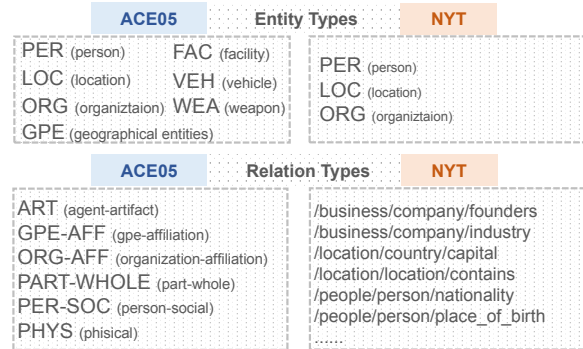 ACE05 Entity Types NYT
PER (person) FAC (facility)
LOC (location) VEH (vehicle)
ORG (organiztaion) WEA (weapon)
GPE (geographical entities)
PER (person)
LOC (location)
ORG (organiztaion)
ACE05 Relation Types NYT
ART (agent-artifact)
GPE-AFF (gpe-affiliation)
ORG-AFF (organization-affiliation)
PART-WHOLE (part-whole)
PER-SOC (person-social)
PHYS (phisical)
/business/company/founders
/business/company/industry
/location/country/capital
/location/location/contains
/people/person/nationality
/people/person/place_of_birth
......